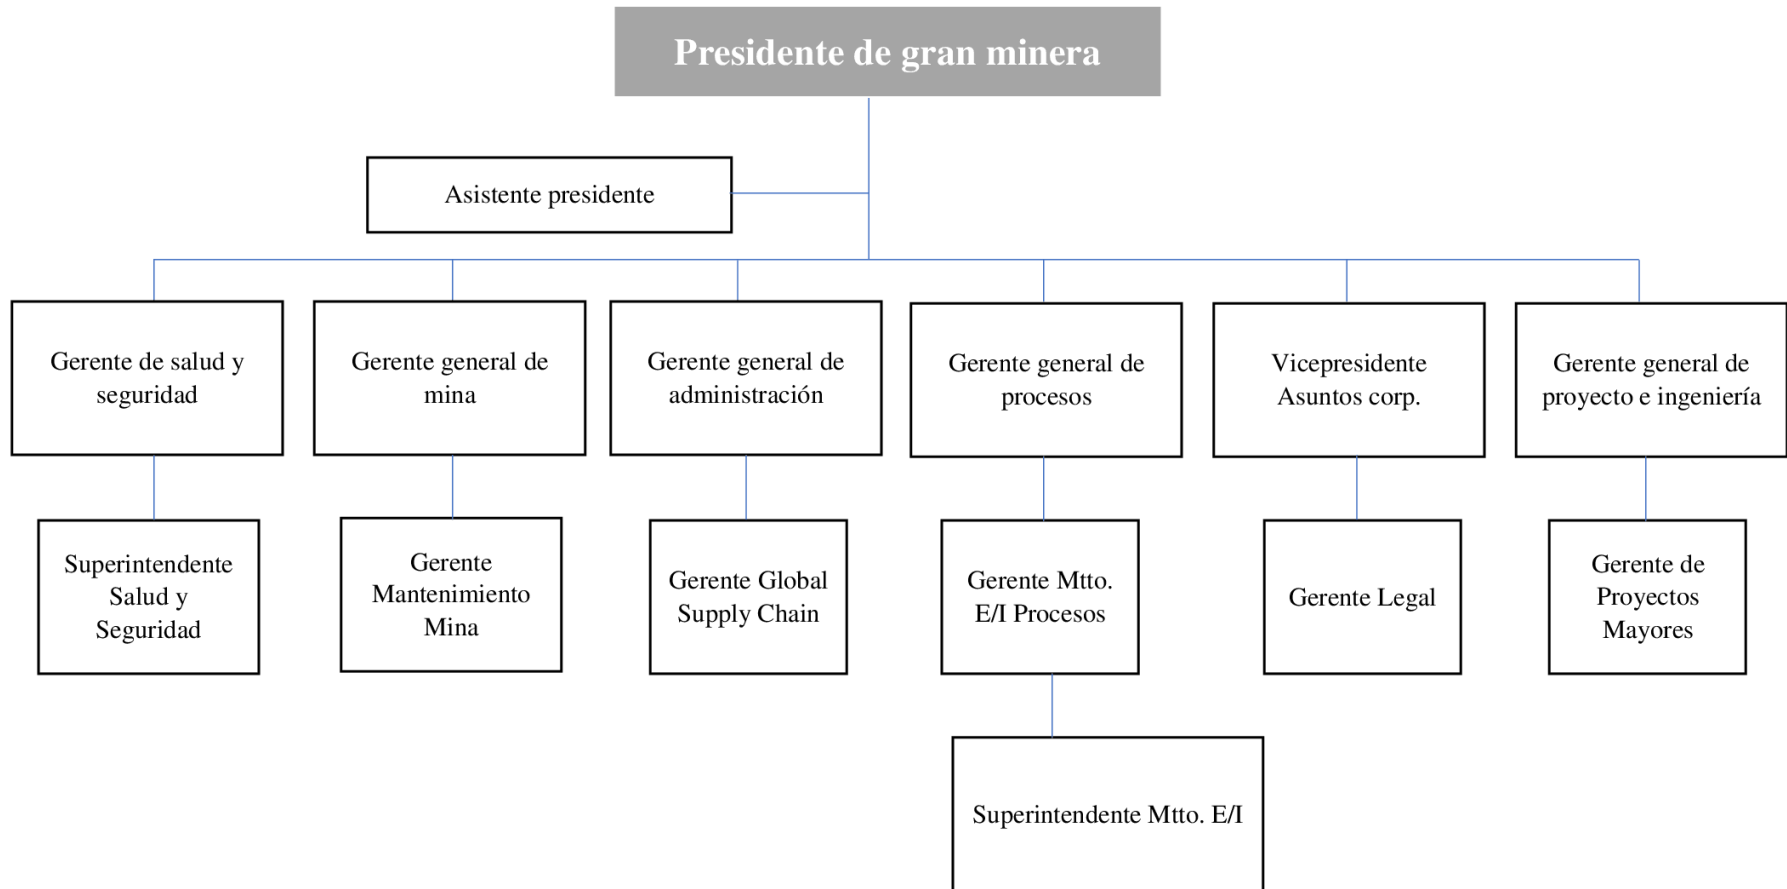 Presidente de gran minera
Asistente presidente
Gerente de salud y
seguridad
Gerente general de
mina
Gerente general de
administración
Gerente general de
procesos
Vicepresidente
Asuntos corp.
Gerente general de
proyecto e ingeniería
Superintendente
Salud y
Seguridad
Gerente
Mantenimiento
Mina
Gerente Global
Supply Chain
Gerente Mtto.
E/I Procesos
Gerente Legal
Gerente de
Proyectos
Mayores
Superintendente Mtto. E/I